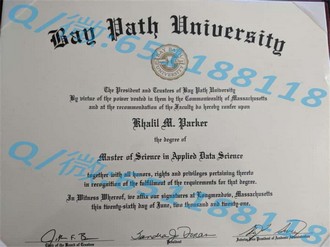 Bay Path University
The President and Trustees of Bay Path University
By virtue of the power vested in them by the Commonwealth of Massachusetts
and at the recommendation of the Faculty do hereby confer upon
Khalil M. Parker
the degree of
Master of Science in Applied Data Science
together with all honors, rights and privileges pertaining thereto
in recognition of the fulfillment of the requirements for that degree.
In Witness Whereof, we affix our signatures at Longmeadow, Massachusetts
this twenty-sixth day of June, two thousand and twenty-one.
President
Q/微:
188118